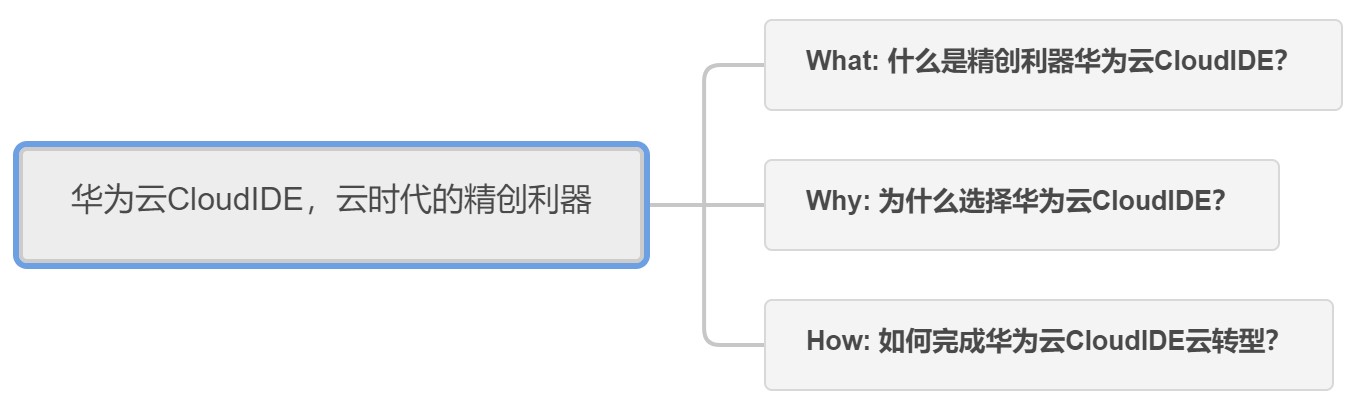 华为云CloudIDE，云时代的精创利器
What: 什么是精创利器华为云CloudIDE?
Why: 为什么选择华为云CloudIDE?
How: 如何完成华为云CloudIDE云转型?